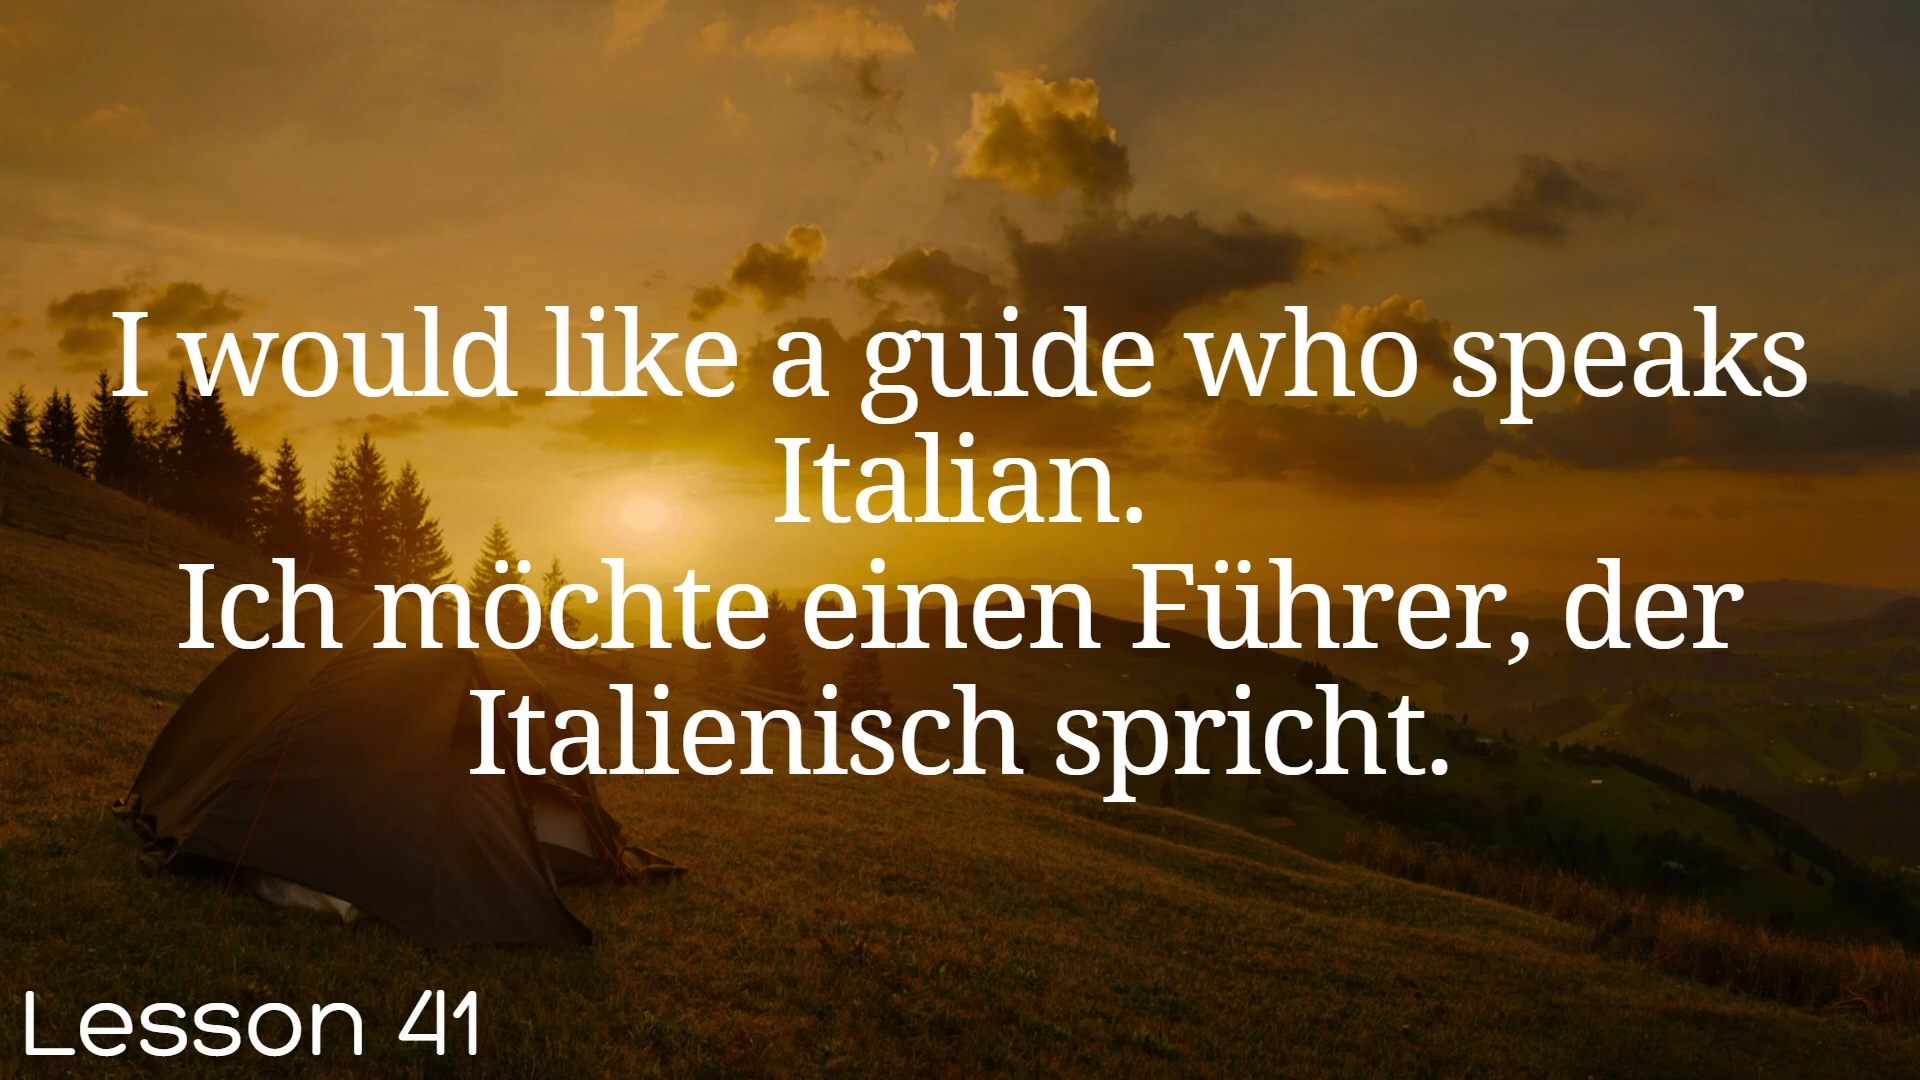 I would like a guide who speaks
Italian.
Ich möchte einen Führer, der
Italienisch spricht.
Lesson 41